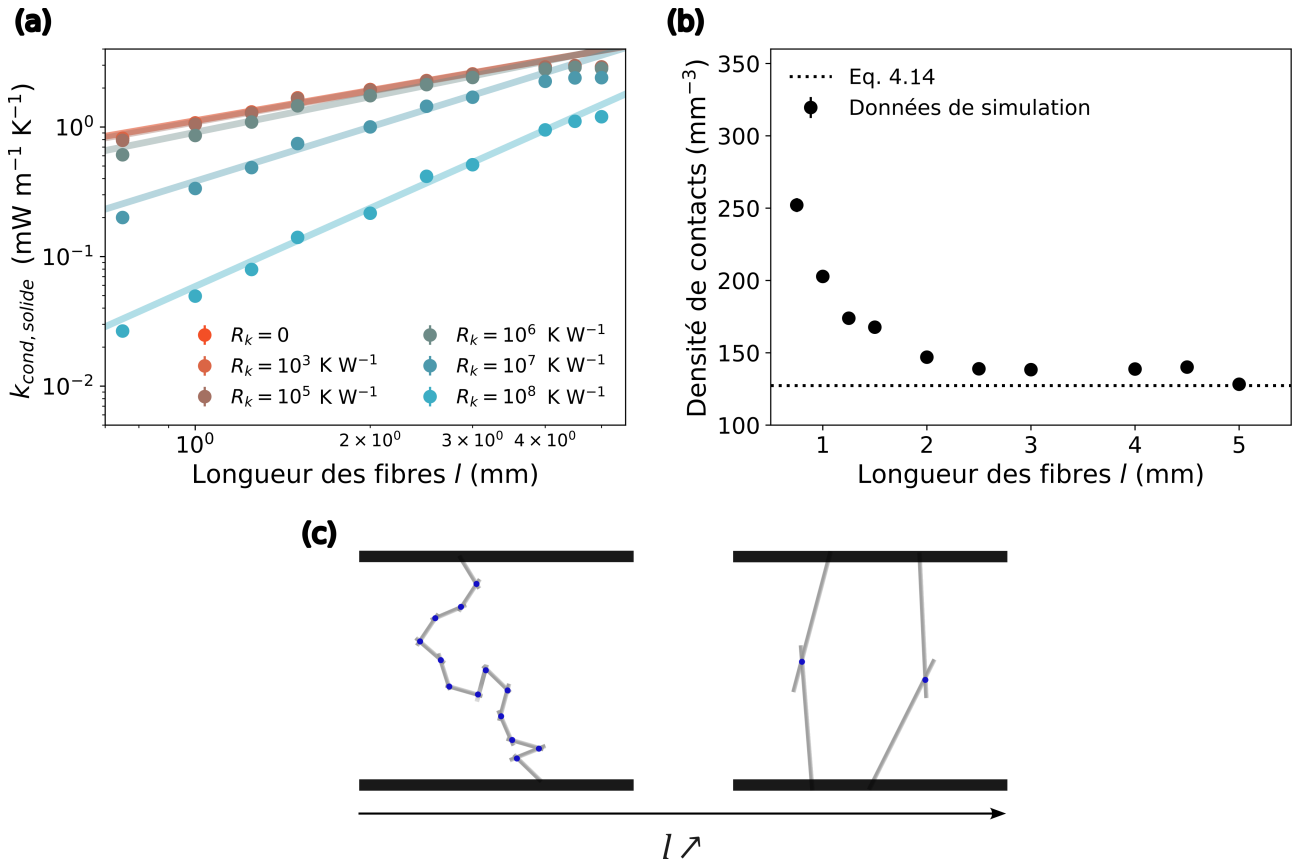 (a)
k_{cond, solide} (mW m⁻¹ K⁻¹)
10⁰
10⁻¹
10⁻²
R_k = 0
R_k = 10³ K W⁻¹
R_k = 10⁵ K W⁻¹
R_k = 10⁶ K W⁻¹
R_k = 10⁷ K W⁻¹
R_k = 10⁸ K W⁻¹
10⁰
2 × 10⁰
3 × 10⁰
4 × 10⁰
Longueur des fibres l (mm)
(b)
Densité de contacts (mm⁻³)
350
300
250
200
150
100
Eq. 4.14
Données de simulation
1
2
3
4
5
Longueur des fibres l (mm)
(c)
l ↗